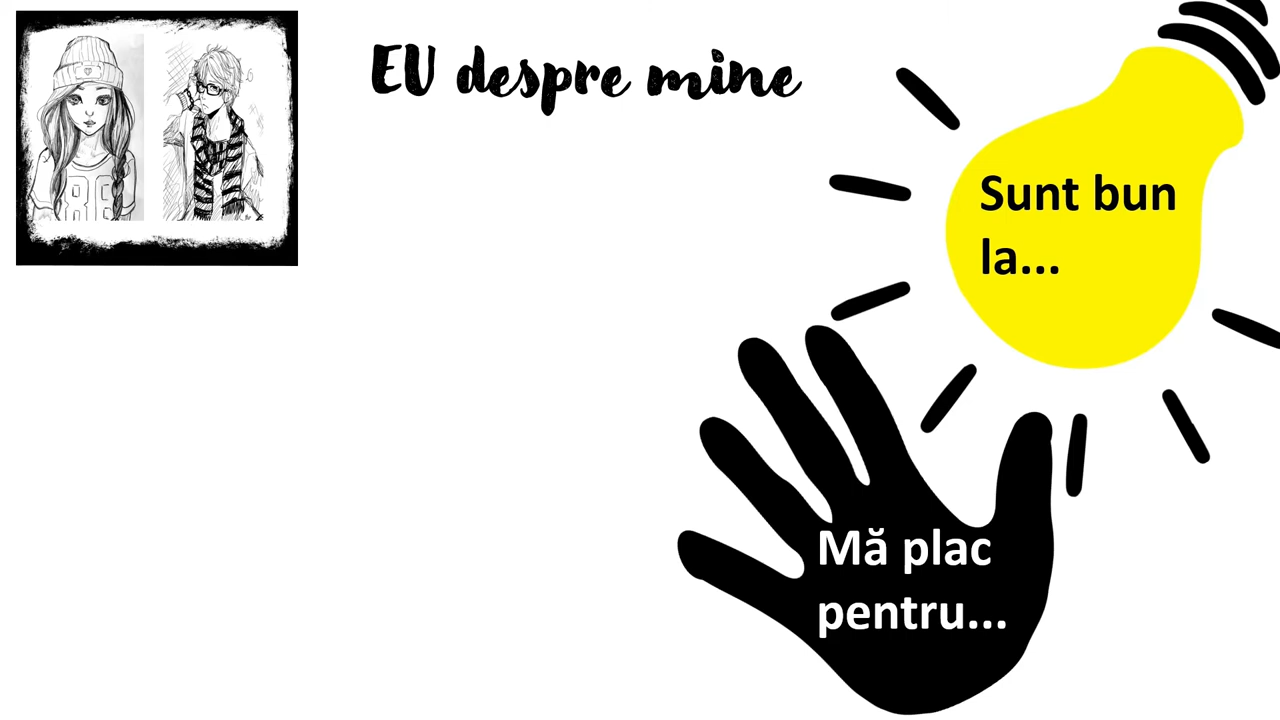 EU despre mine
Sunt bun
la...
Mă plac
pentru...